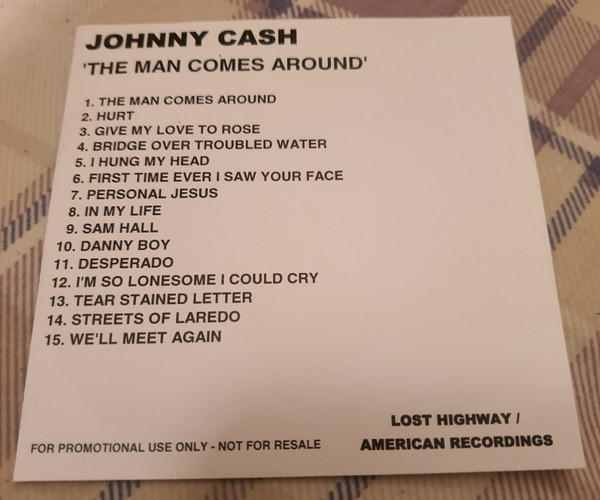 JOHNNY CASH
'THE MAN COMES AROUND'
1. THE MAN COMES AROUND
2. HURT
3. GIVE MY LOVE TO ROSE
4. BRIDGE OVER TROUBLED WATER
5. I HUNG MY HEAD
6. FIRST TIME EVER I SAW YOUR FACE
7. PERSONAL JESUS
8. IN MY LIFE
9. SAM HALL
10. DANNY BOY
11. DESPERADO
12. I'M SO LONESOME I COULD CRY
13. TEAR STAINED LETTER
14. STREETS OF LAREDO
15. WE'LL MEET AGAIN
LOST HIGHWAY /
AMERICAN RECORDINGS
FOR PROMOTIONAL USE ONLY - NOT FOR RESALE